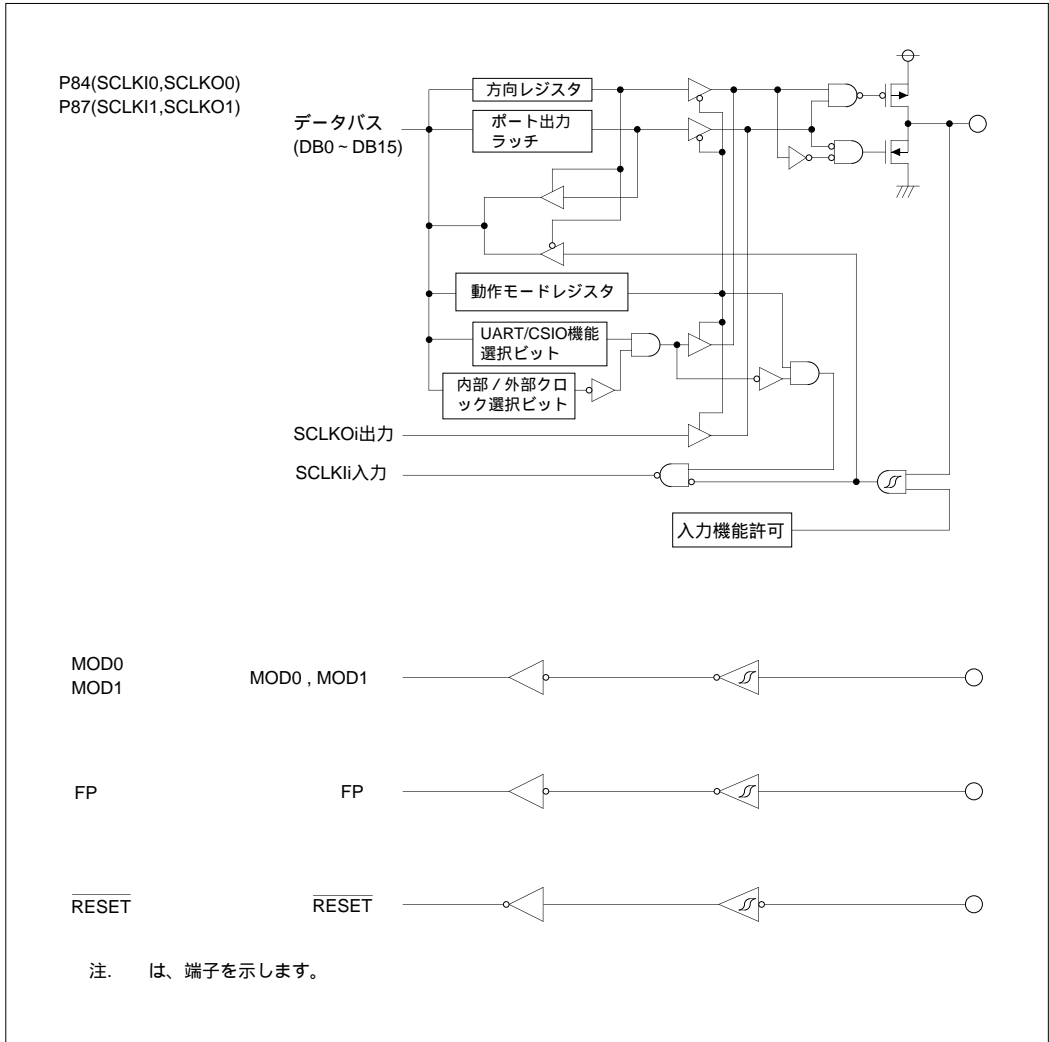 P84(SCLKI0,SCLKO0)
P87(SCLKI1,SCLKO1)
データバス
(DB0 ~ DB15)
方向レジスタ
ポート出力
ラッチ
動作モードレジスタ
UART/CSIO機能
選択ビット
内部 / 外部クロ
ック選択ビット
SCLKOi出力
SCLKIi入力
入力機能許可
MOD0
MOD1
MOD0 , MOD1
FP
FP
RESET
RESET
注. は、端子を示します。